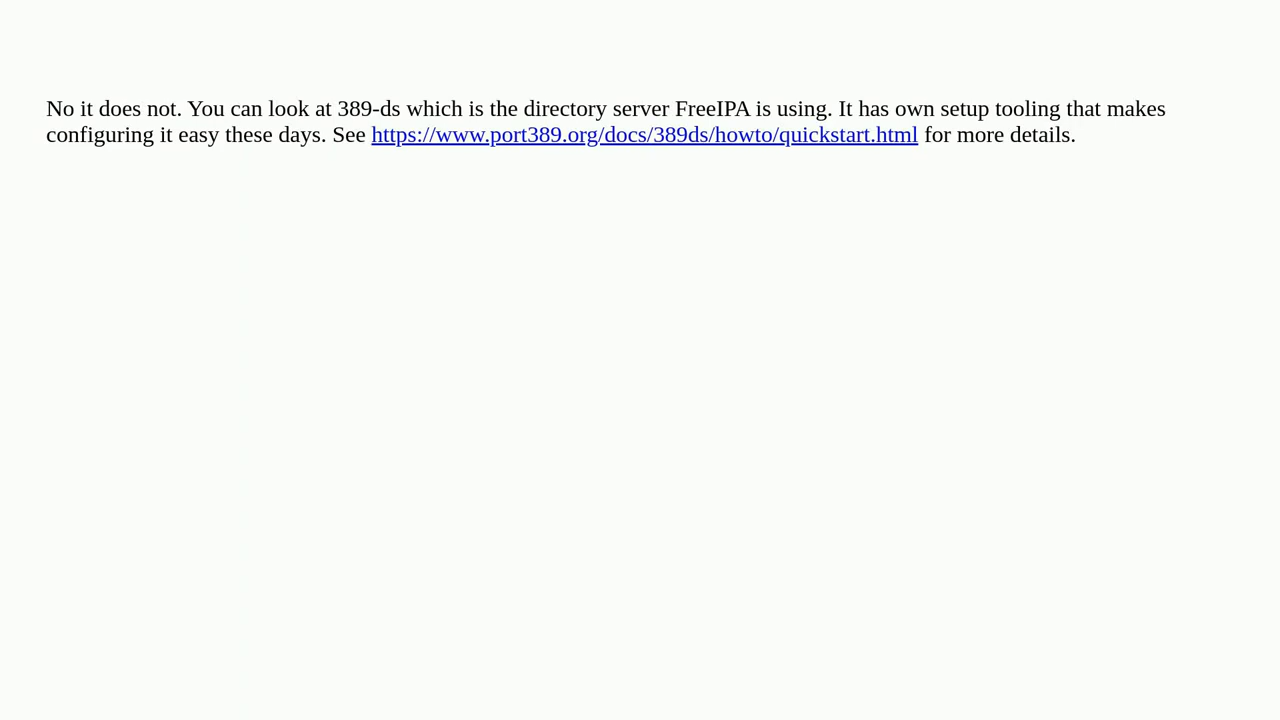 No it does not. You can look at 389-ds which is the directory server FreeIPA is using. It has own setup tooling that makes
configuring it easy these days. See https://www.port389.org/docs/389ds/howto/quickstart.html for more details.